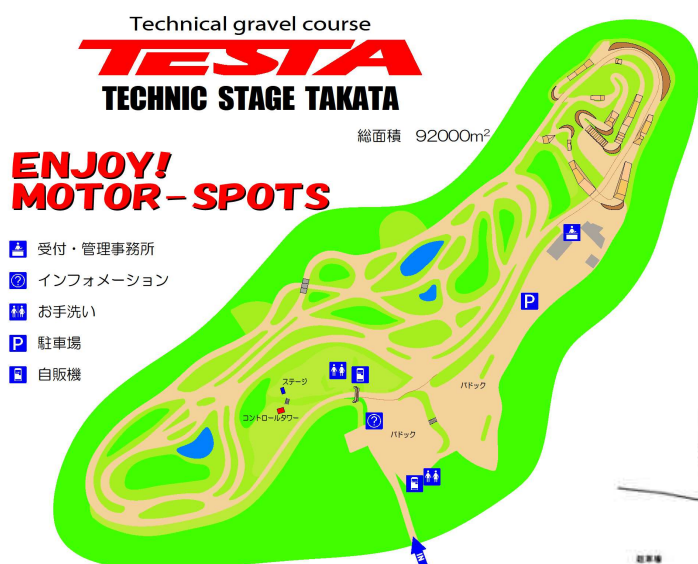 Technical gravel course
TESTA
TECHNIC STAGE TAKATA
総面積 92000m²
ENJOY!
MOTOR-SPOTS
受付・管理事務所
インフォメーション
お手洗い
P 駐車場
自販機
P
ステージ
コントロールタワー
パドック
?
パドック
IN
駐車場